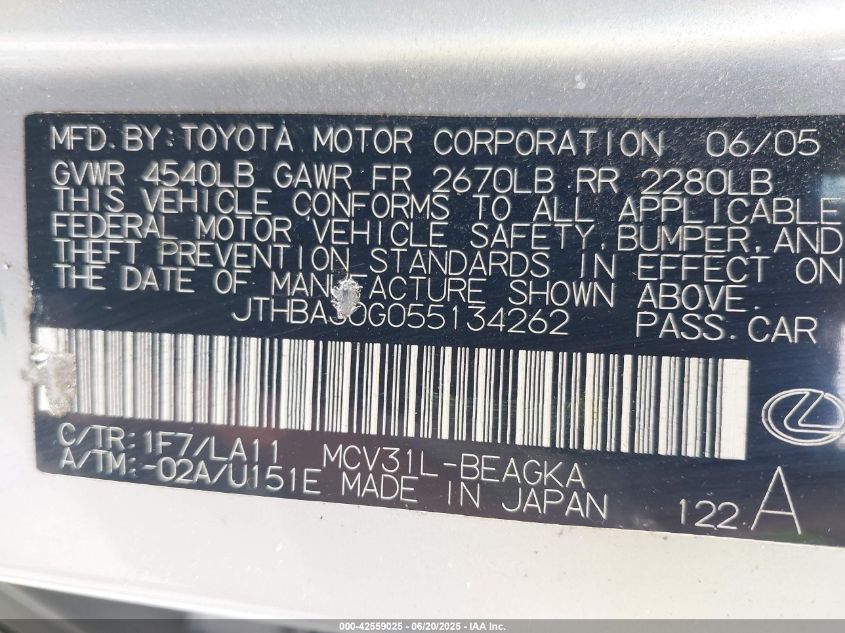 MFD. BY: TOYOTA MOTOR CORPORATION 06/05
GVWR 4540LB GAWR FR 2670LB RR 2280LB
THIS VEHICLE CONFORMS TO ALL APPLICABLE
FEDERAL MOTOR VEHICLE SAFETY, BUMPER, AND
THEFT PREVENTION STANDARDS IN EFFECT ON
THE DATE OF MANUFACTURE SHOWN ABOVE.
JTHBA30G055134262 PASS. CAR
C/TR: 1F7/LA11 MCV31L-BEAGKA
A/TM: -02A/U151E MADE IN JAPAN 122 A
000-42559025 - 06/20/2025 - IAA Inc.